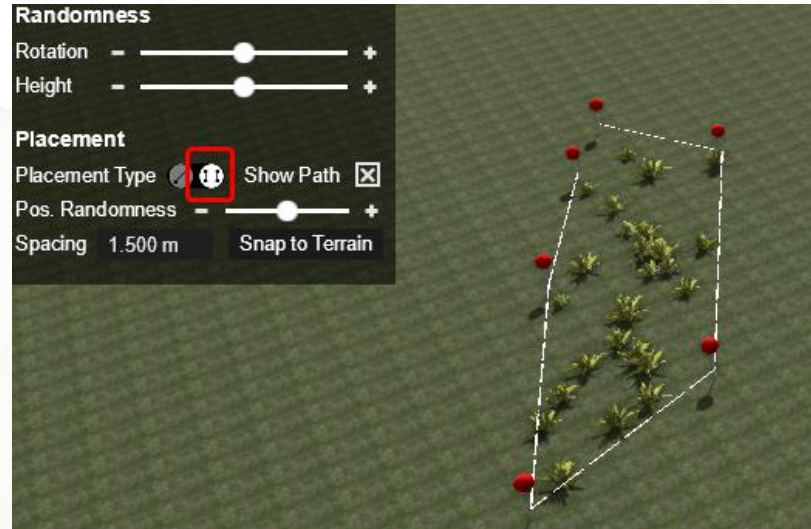 Randomness
Rotation - +
Height - +
Placement
Placement Type Show Path
Pos. Randomness - +
Spacing 1.500 m Snap to Terrain